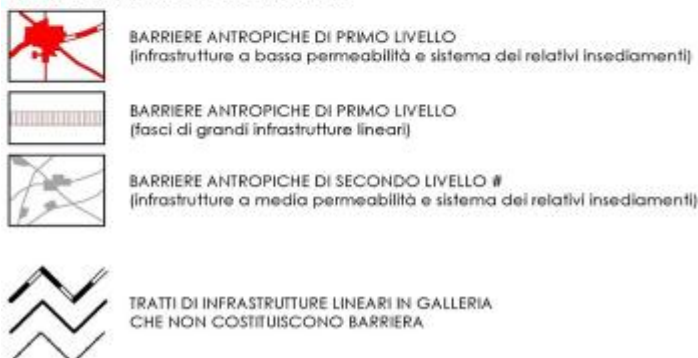 BARRIERE ANTROPICHE DI PRIMO LIVELLO
(infrastrutture a bassa permeabilità e sistema dei relativi insediamenti)
BARRIERE ANTROPICHE DI PRIMO LIVELLO
(fasci di grandi infrastrutture lineari)
BARRIERE ANTROPICHE DI SECONDO LIVELLO #
(infrastrutture a media permeabilità e sistema dei relativi insediamenti)
TRATTI DI INFRASTRUTTURE LINEARI IN GALLERIA
CHE NON COSTITUISCONO BARRIERA